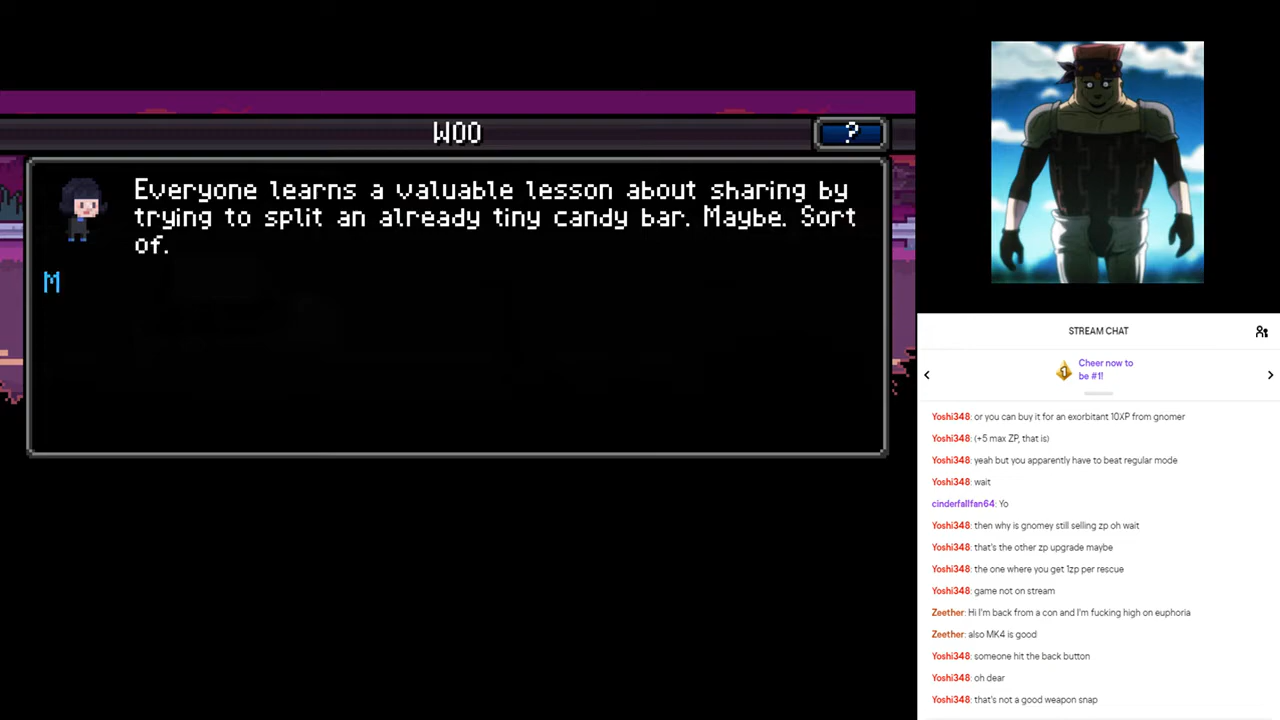 WOO
?
Everyone learns a valuable lesson about sharing by
trying to split an already tiny candy bar. Maybe. Sort
of.
M
STREAM CHAT
1
Cheer now to
be #1!
Yoshi348: or you can buy it for an exorbitant 10XP from gnomer
Yoshi348: (+5 max ZP, that is)
Yoshi348: yeah but you apparently have to beat regular mode
Yoshi348: wait
cinderfallfan64: Yo
Yoshi348: then why is gnomey still selling zp oh wait
Yoshi348: that's the other zp upgrade maybe
Yoshi348: the one where you get 1zp per rescue
Yoshi348: game not on stream
Zeether: Hi I'm back from a con and I'm fucking high on euphoria
Zeether: also MK4 is good
Yoshi348: someone hit the back button
Yoshi348: oh dear
Yoshi348: that's not a good weapon snap